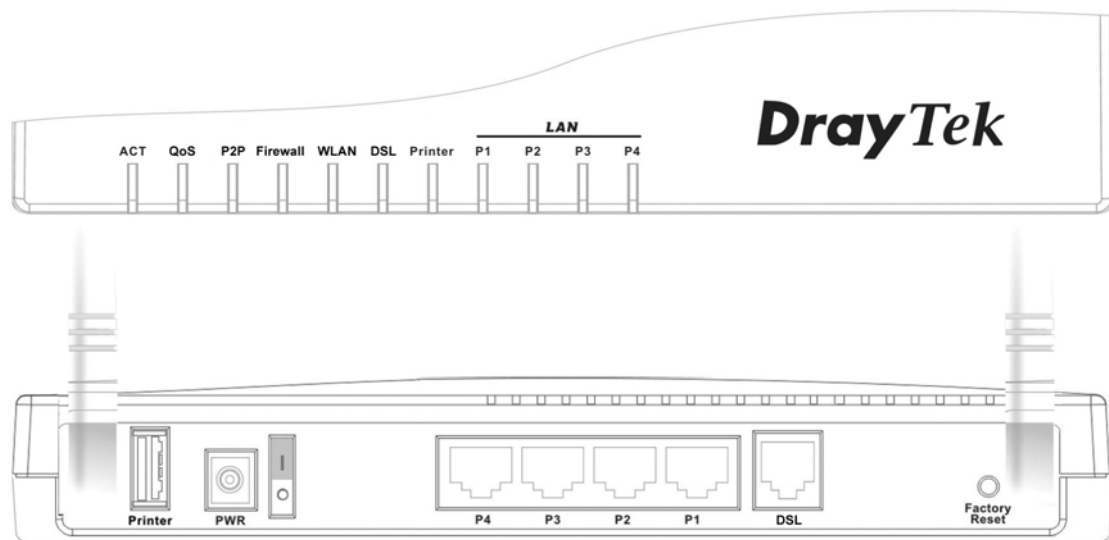 LAN
DrayTek
ACT QoS P2P Firewall WLAN DSL Printer P1 P2 P3 P4
Printer PWR P4 P3 P2 P1 DSL Factory
Reset